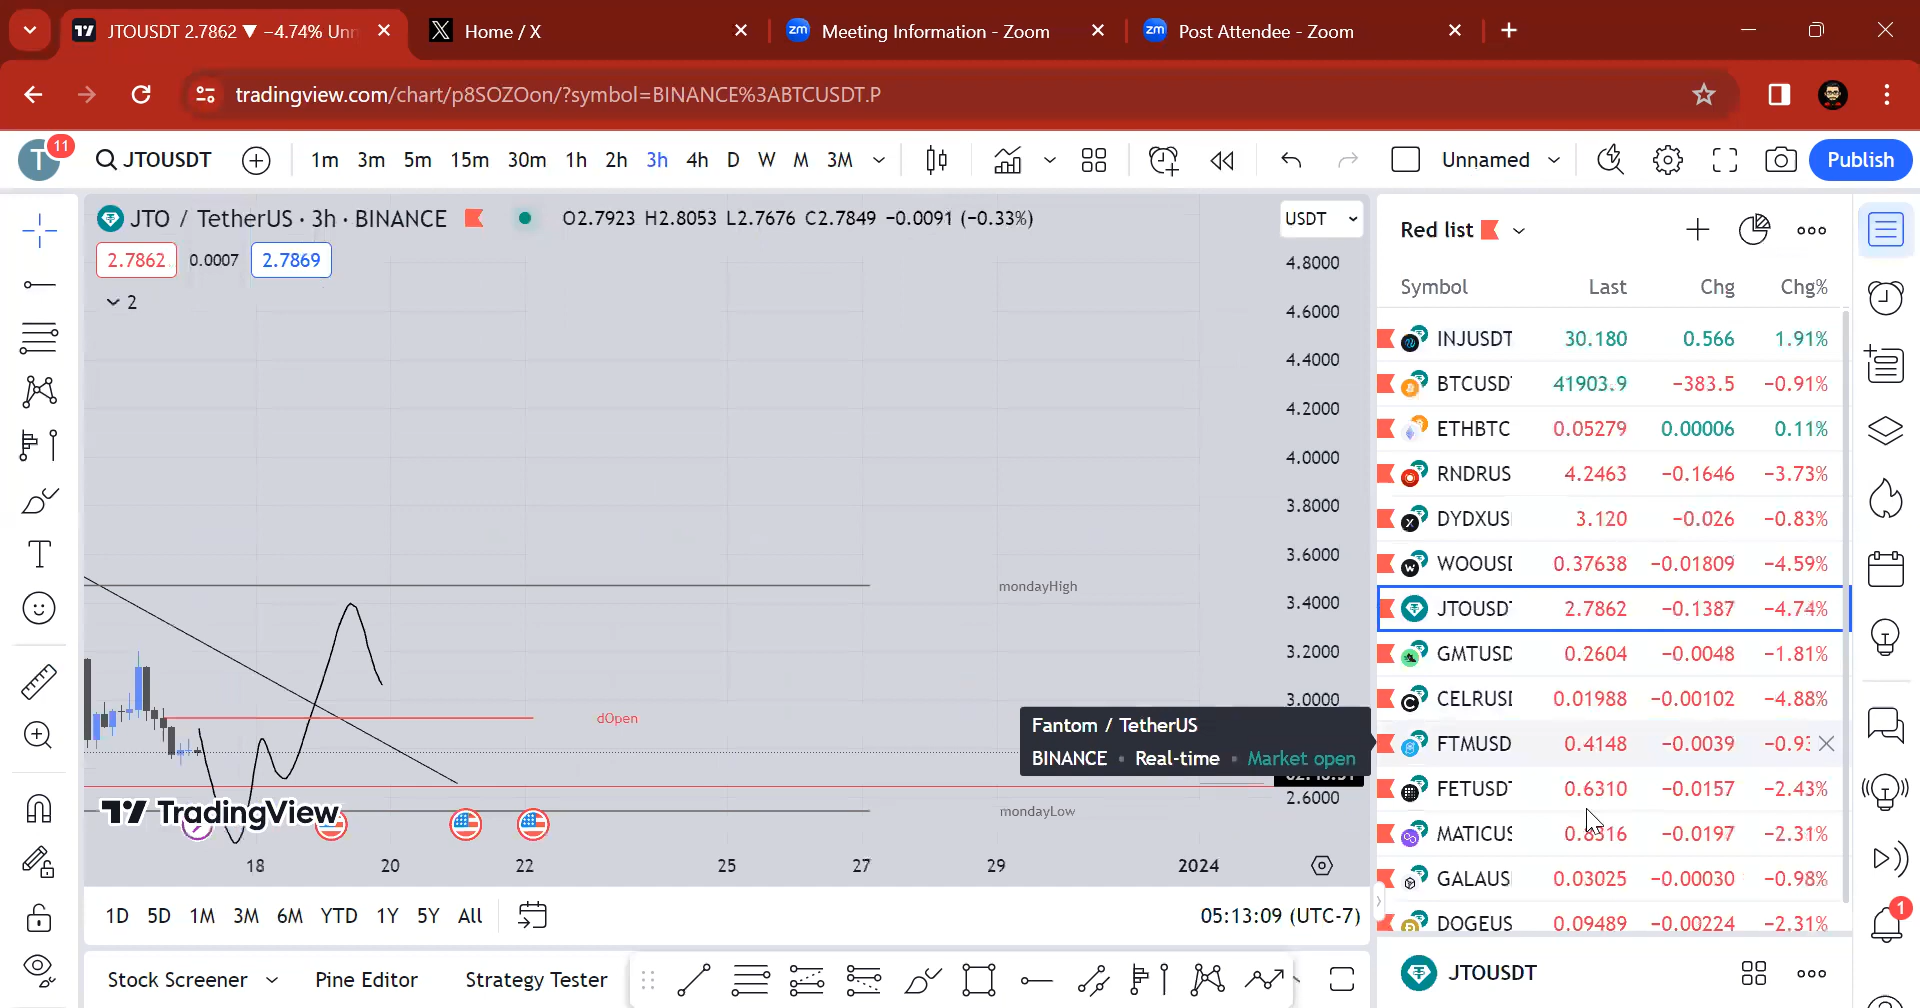 JTOUSDT 2.7862 ▼ −4.74% Unn
Home / X
zm Meeting Information - Zoom
zm Post Attendee - Zoom
tradingview.com/chart/p8SOZOon/?symbol=BINANCE%3ABTCUSDT.P
T 11 JTOUSDT 1m 3m 5m 15m 30m 1h 2h 3h 4h D W M 3M Unnamed Publish
JTO / TetherUS · 3h · BINANCE O2.7923 H2.8053 L2.7676 C2.7849 −0.0091 (−0.33%)
USDT
2.7862 0.0007 2.7869
2
4.8000
4.6000
4.4000
4.2000
4.0000
3.8000
3.6000
3.4000
3.2000
3.0000
2.6000
mondayHigh
dOpen
mondayLow
Fantom / TetherUS
BINANCE • Real-time • Market open
TradingView
18 20 22 25 27 29 2024
1D 5D 1M 3M 6M YTD 1Y 5Y All
05:13:09 (UTC-7)
Stock Screener Pine Editor Strategy Tester
Red list
Symbol Last Chg Chg%
INJUSDT 30.180 0.566 1.91%
BTCUSD 41903.9 −383.5 −0.91%
ETHBTC 0.05279 0.00006 0.11%
RNDRUS 4.2463 −0.1646 −3.73%
DYDXUS 3.120 −0.026 −0.83%
WOOUSD 0.37638 −0.01809 −4.59%
JTOUSD 2.7862 −0.1387 −4.74%
GMTUSD 0.2604 −0.0048 −1.81%
CELRUSD 0.01988 −0.00102 −4.88%
FTMUSD 0.4148 −0.0039 −0.93
FETUSD 0.6310 −0.0157 −2.43%
MATICUS 0.8316 −0.0197 −2.31%
GALAUS 0.03025 −0.00030 −0.98%
DOGEUS 0.09489 −0.00224 −2.31%
JTOUSDT
1